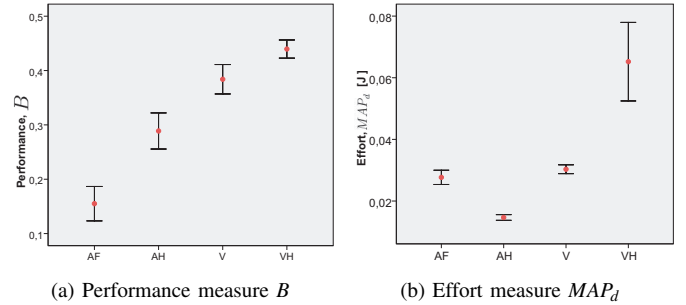 0,5
0,4
0,3
0,2
0,1
Performance, B
AF AH V VH
(a) Performance measure B
0,08
0,06
0,04
0,02
Effort, MAP_d [J]
AF AH V VH
(b) Effort measure MAP_d